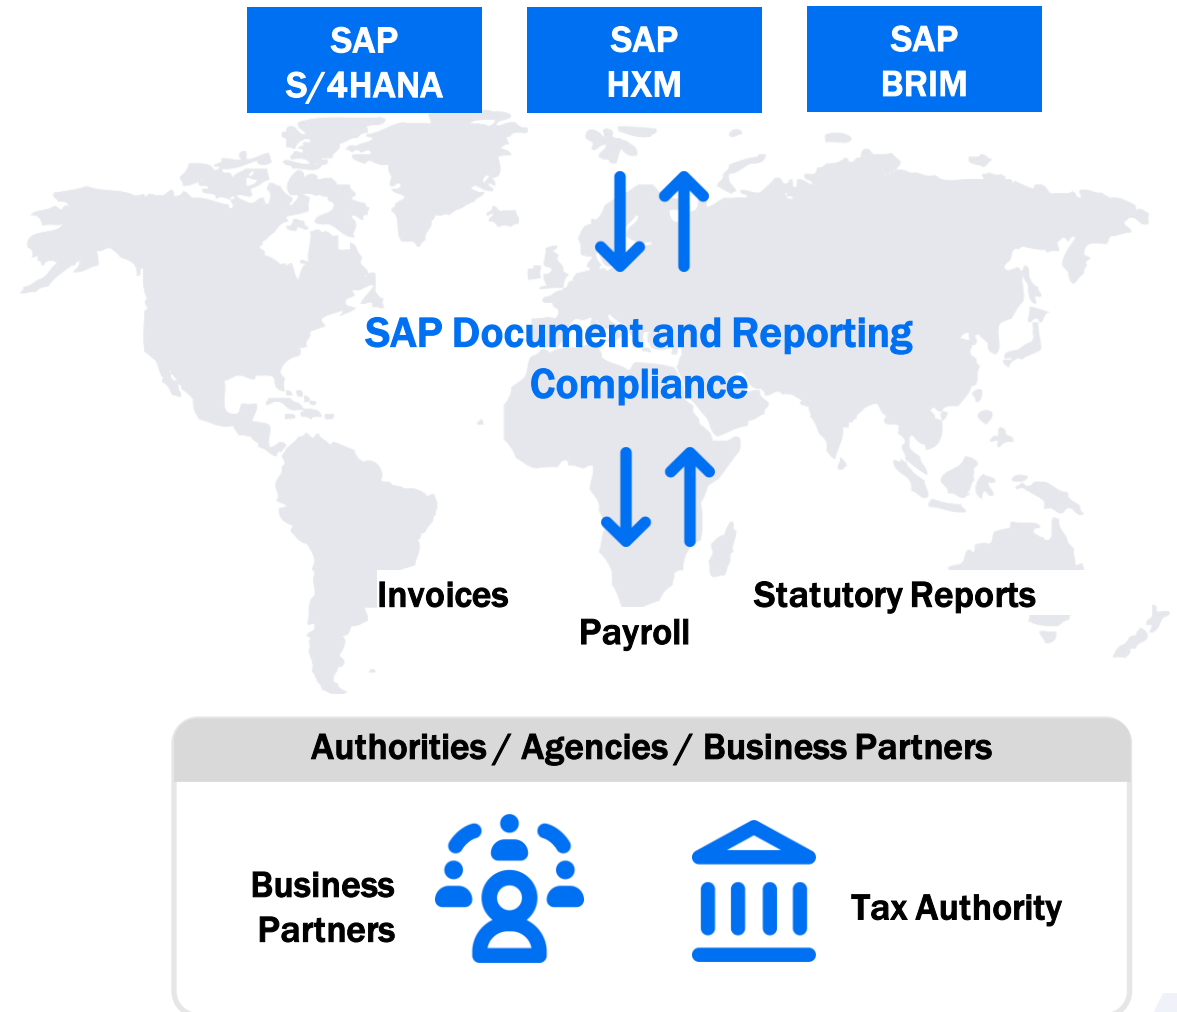 SAP
S/4HANA
SAP
HXM
SAP
BRIM
SAP Document and Reporting
Compliance
Invoices
Payroll
Statutory Reports
Authorities / Agencies / Business Partners
Business
Partners
Tax Authority